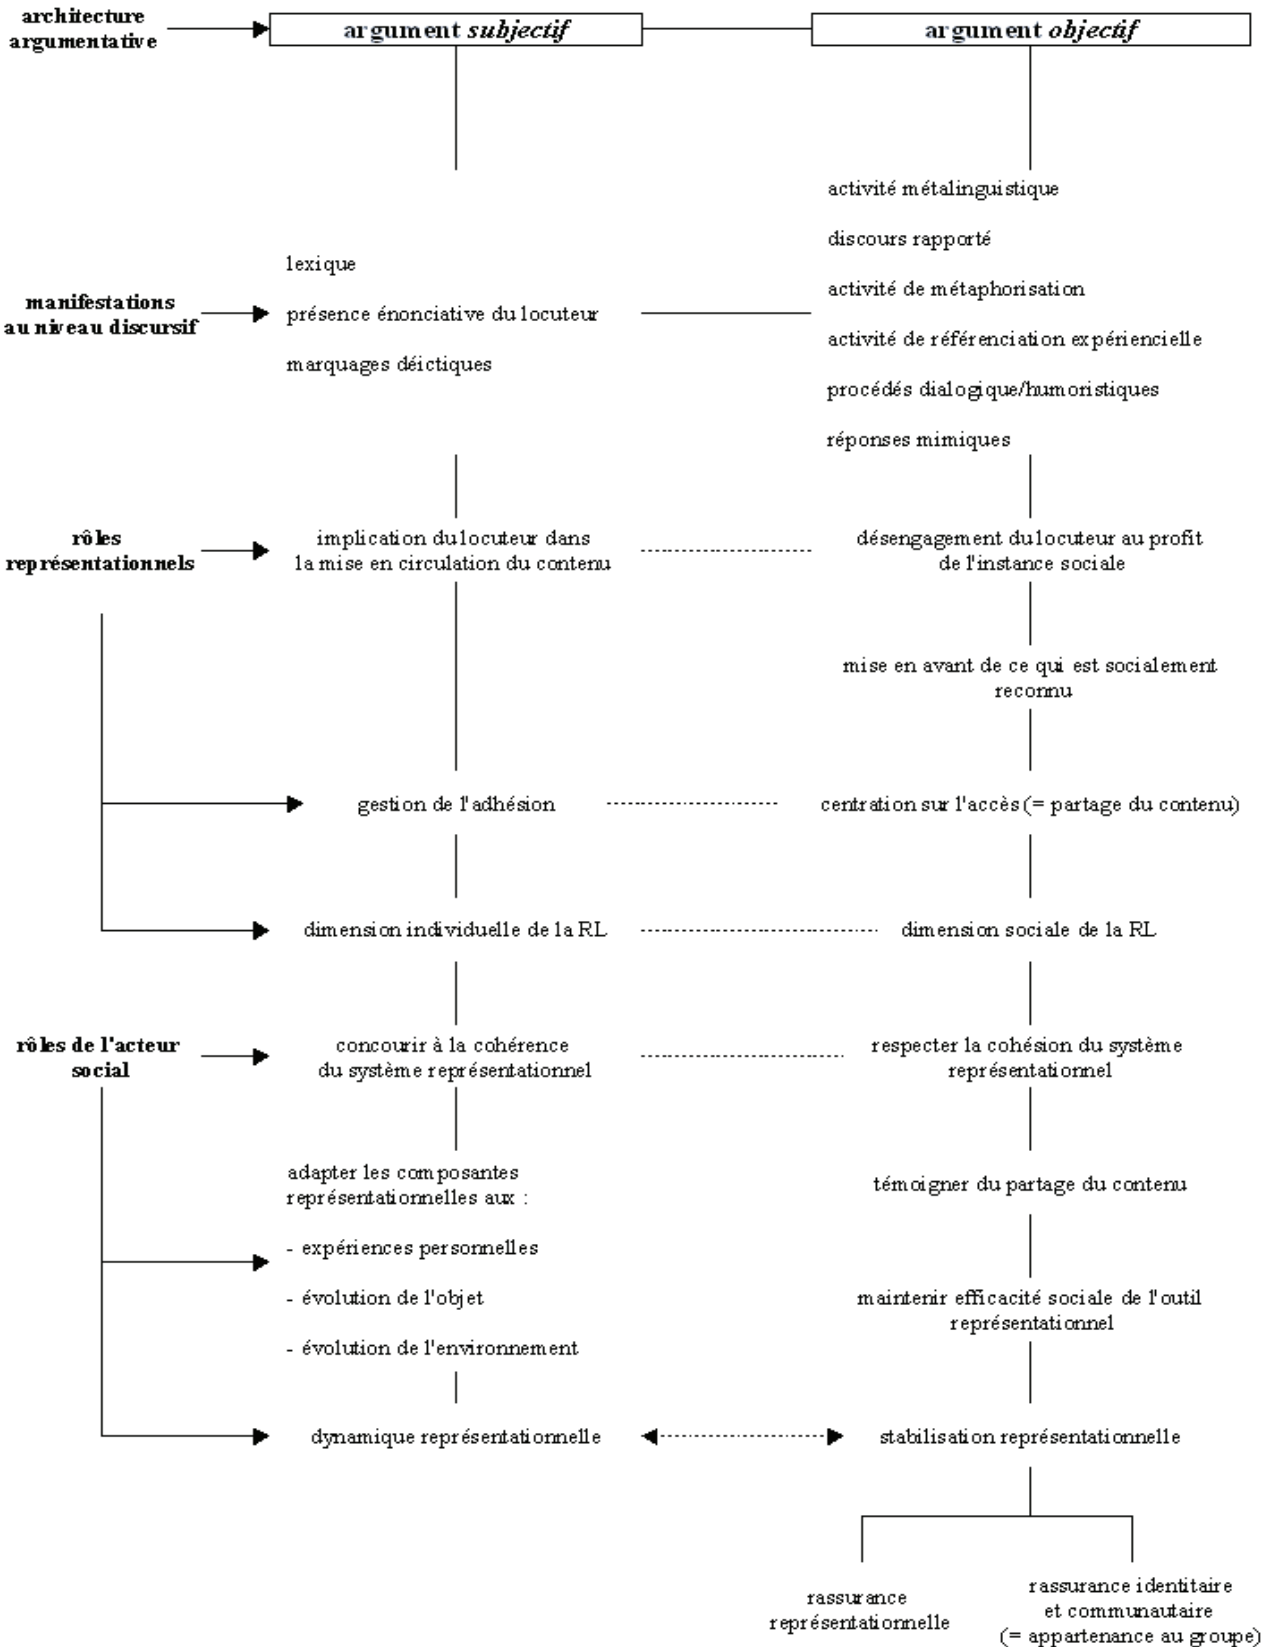 architecture
argumentative
argument subjectif
argument objectif
activité métalinguistique
discours rapporté
lexique
activité de métaphorisation
manifestations
au niveau discursif
présence énonciative du locuteur
activité de référenciation expériencielle
marquages déictiques
procédés dialogique/humoristiques
réponses mimiques
rôles
représentationnels
implication du locuteur dans
la mise en circulation du contenu
désengagement du locuteur au profit
de l'instance sociale
mise en avant de ce qui est socialement
reconnu
gestion de l'adhésion
centration sur l'accès (= partage du contenu)
dimension individuelle de la RL
dimension sociale de la RL
rôles de l'acteur
social
concourir à la cohérence
du système représentationnel
respecter la cohésion du système
représentationnel
adapter les composantes
représentationnelles aux :
témoigner du partage du contenu
- expériences personnelles
- évolution de l'objet
maintenir efficacité sociale de l'outil
représentationnel
- évolution de l'environnement
dynamique représentationnelle
stabilisation représentationnelle
rassurance
représentationnelle
rassurance identitaire
et communautaire
(= appartenance au groupe)